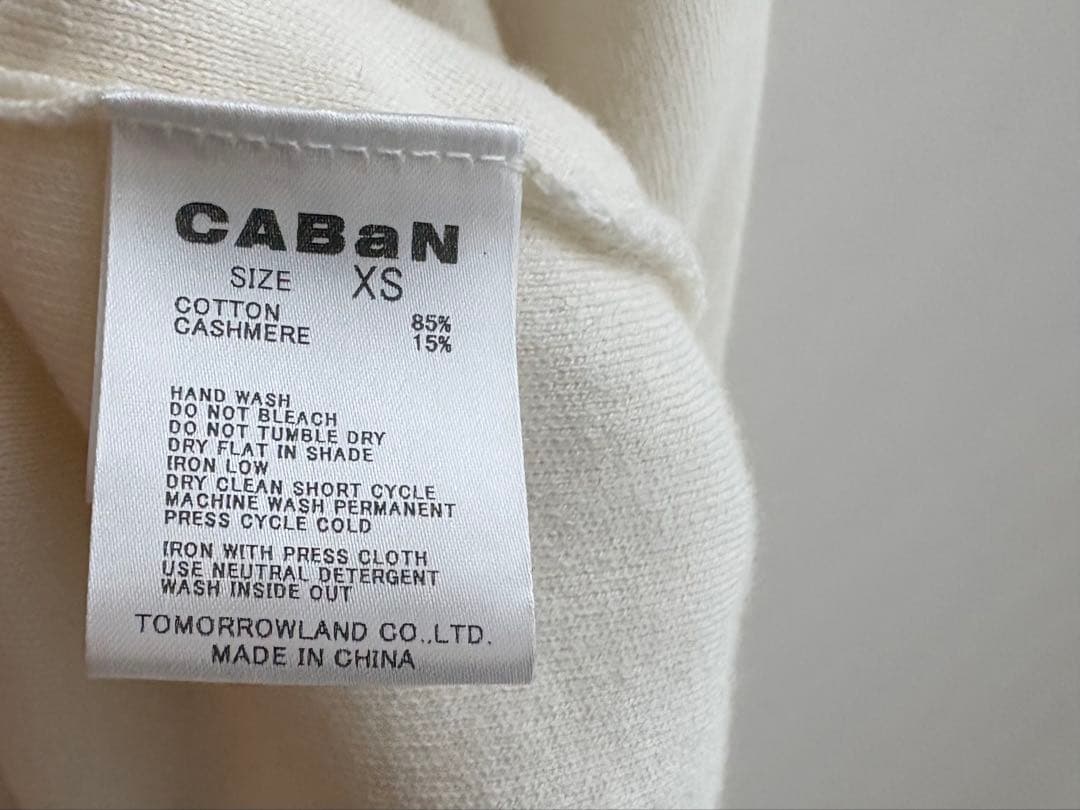 CABaN
SIZE XS
COTTON 85%
CASHMERE 15%
HAND WASH
DO NOT BLEACH
DO NOT TUMBLE DRY
DRY FLAT IN SHADE
IRON LOW
DRY CLEAN SHORT CYCLE
MACHINE WASH PERMANENT
PRESS CYCLE COLD
IRON WITH PRESS CLOTH
USE NEUTRAL DETERGENT
WASH INSIDE OUT
TOMORROWLAND CO.,LTD.
MADE IN CHINA